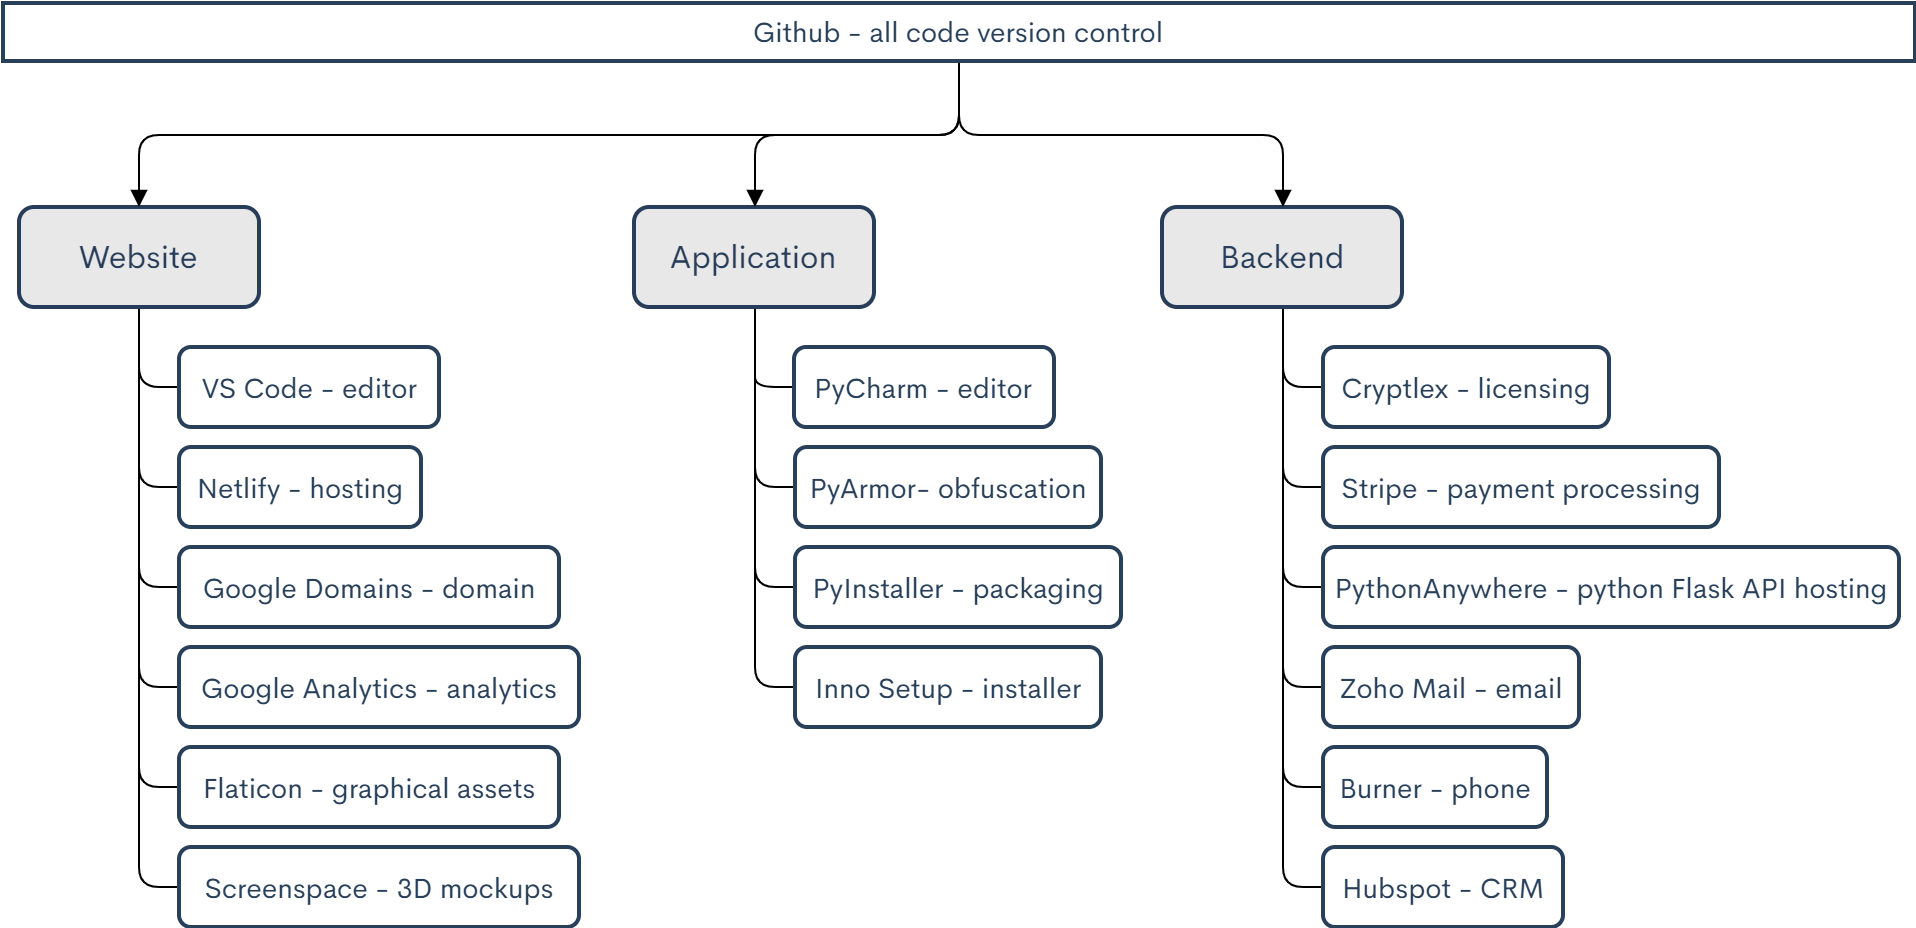 Github - all code version control
Website
Application
Backend
VS Code - editor
Netlify - hosting
Google Domains - domain
Google Analytics - analytics
Flaticon - graphical assets
Screenspace - 3D mockups
PyCharm - editor
PyArmor- obfuscation
PyInstaller - packaging
Inno Setup - installer
Cryptlex - licensing
Stripe - payment processing
PythonAnywhere - python Flask API hosting
Zoho Mail - email
Burner - phone
Hubspot - CRM